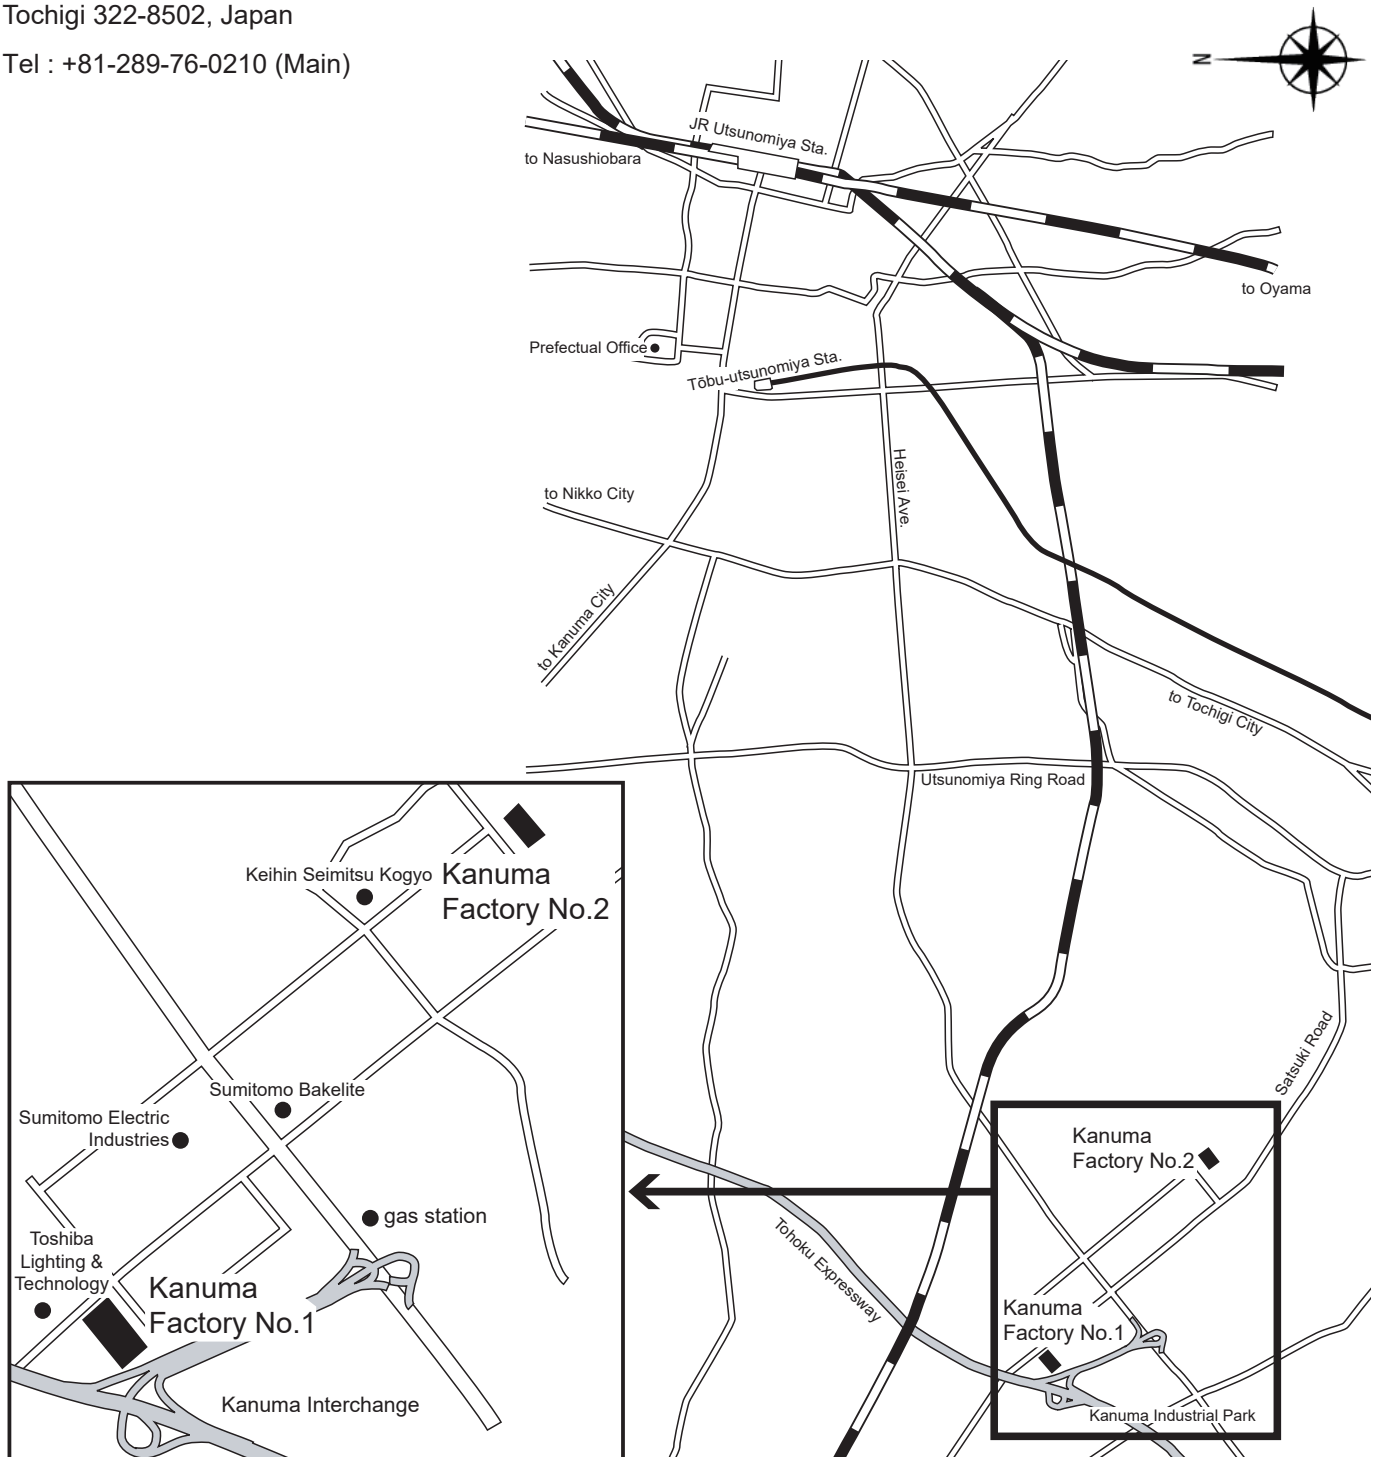 Tochigi 322-8502, Japan
Tel : +81-289-76-0210 (Main)
N
JR Utsunomiya Sta.
to Nasushiobara
to Oyama
Prefectual Office
Tōbu-utsunomiya Sta.
Heisei Ave.
to Nikko City
to Kanuma City
to Tochigi City
Utsunomiya Ring Road
Satsuki Road
Tohoku Expressway
Kanuma
Factory No.2
Kanuma
Factory No.1
Kanuma Industrial Park
Keihin Seimitsu Kogyo
Kanuma
Factory No.2
Sumitomo Bakelite
Sumitomo Electric
Industries
gas station
Toshiba
Lighting &
Technology
Kanuma
Factory No.1
Kanuma Interchange